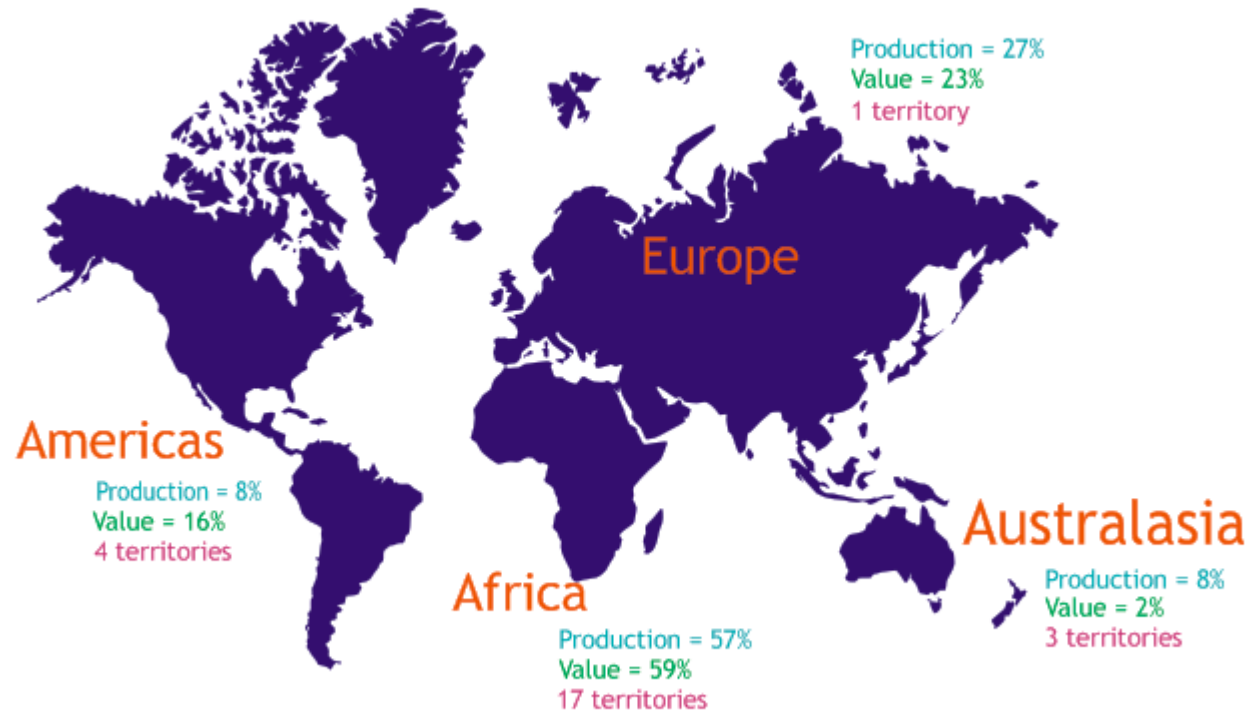 Production = 27%
Value = 23%
1 territory
Europe
Americas
Production = 8%
Value = 16%
4 territories
Africa
Production = 57%
Value = 59%
17 territories
Australasia
Production = 8%
Value = 2%
3 territories